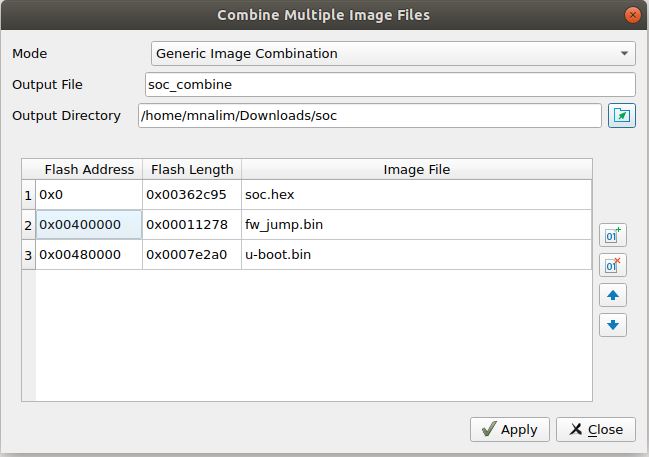 Combine Multiple Image Files
Mode Generic Image Combination
Output File soc_combine
Output Directory /home/mnalim/Downloads/soc
Flash Address Flash Length Image File
1 0x0 0x00362c95 soc.hex
2 0x00400000 0x00011278 fw_jump.bin
3 0x00480000 0x0007e2a0 u-boot.bin
01
01
Apply Close